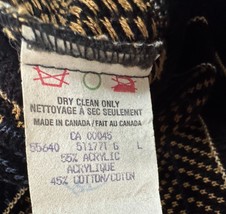 DRY CLEAN ONLY
NETTOYAGE À SEC SEULEMENT
MADE IN CANADA/FAIT AU CANADA
CA 00045
55640 511771 6 L
55% ACRYLIC
ACRYLIQUE
45% COTTON/COTON